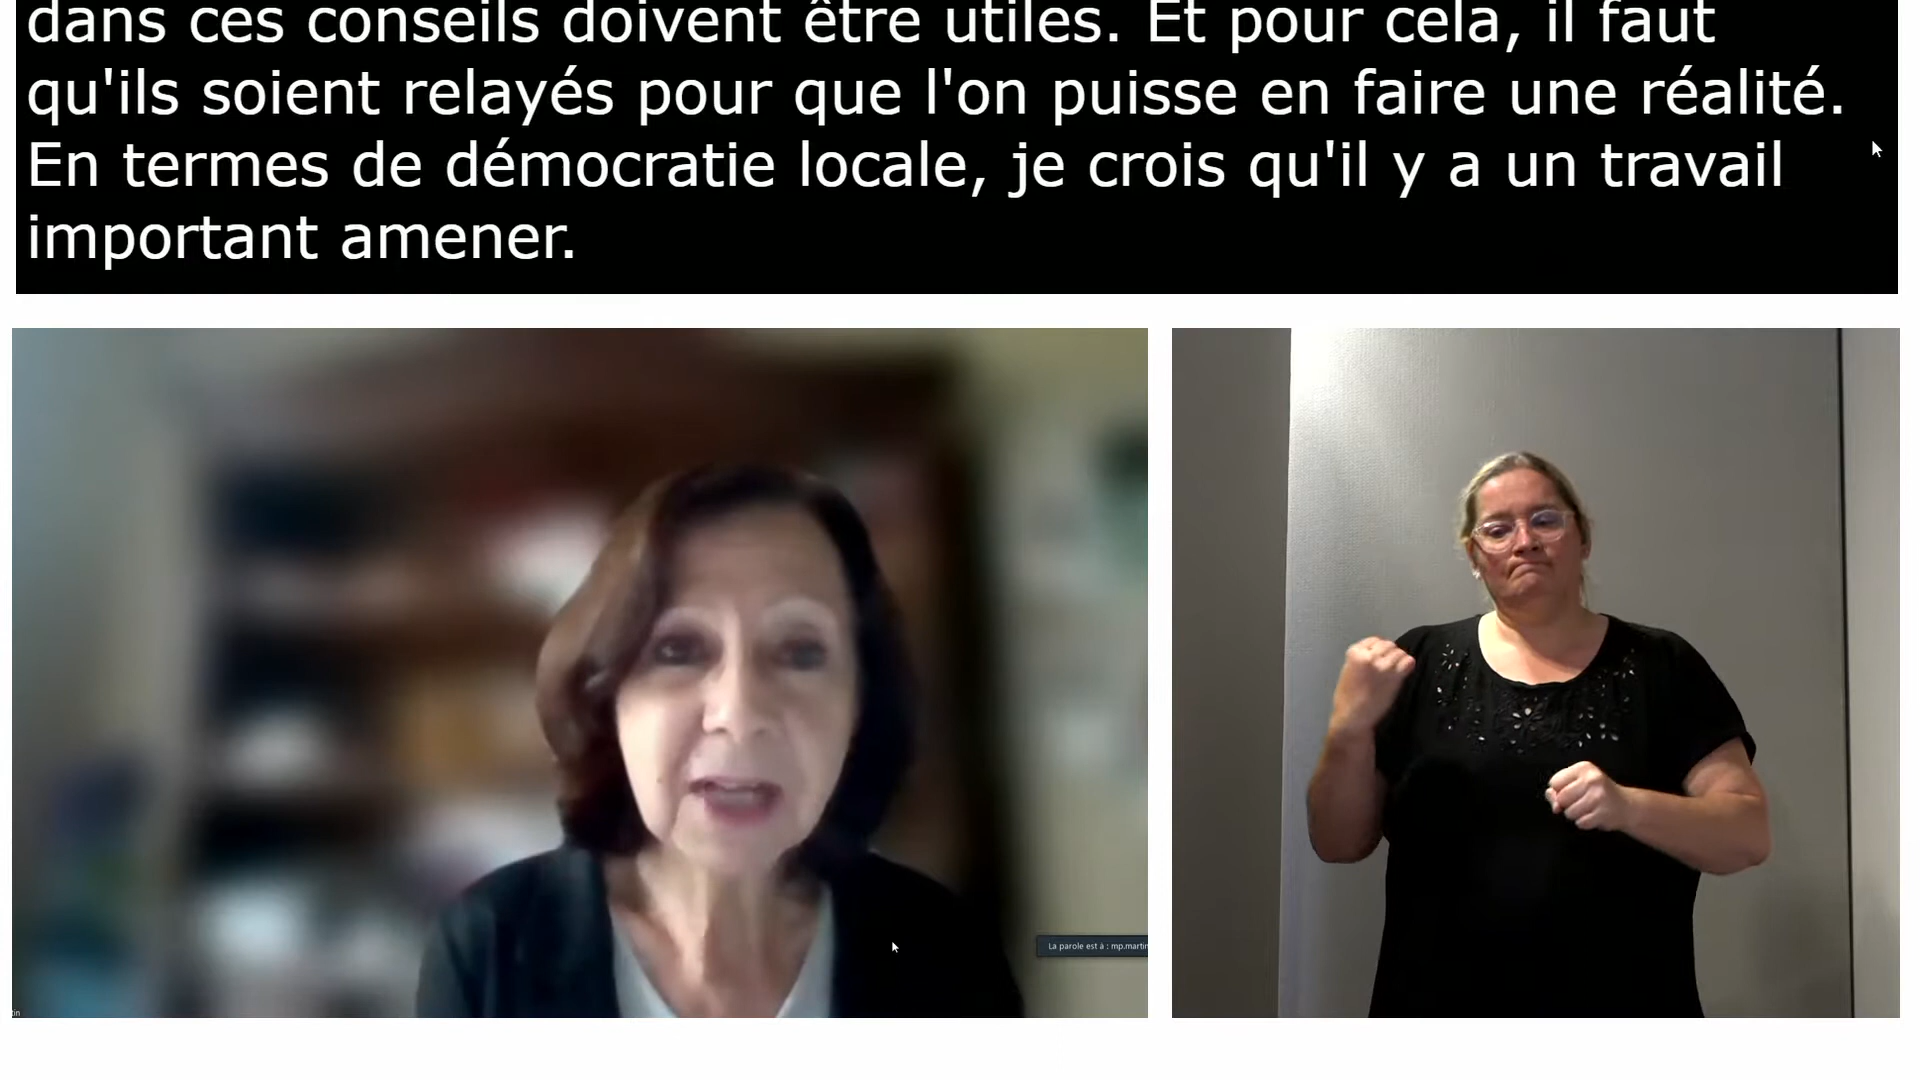 dans ces conseils doivent être utiles. Et pour cela, il faut
qu'ils soient relayés pour que l'on puisse en faire une réalité.
En termes de démocratie locale, je crois qu'il y a un travail
important amener.
La parole est à : mp.martin